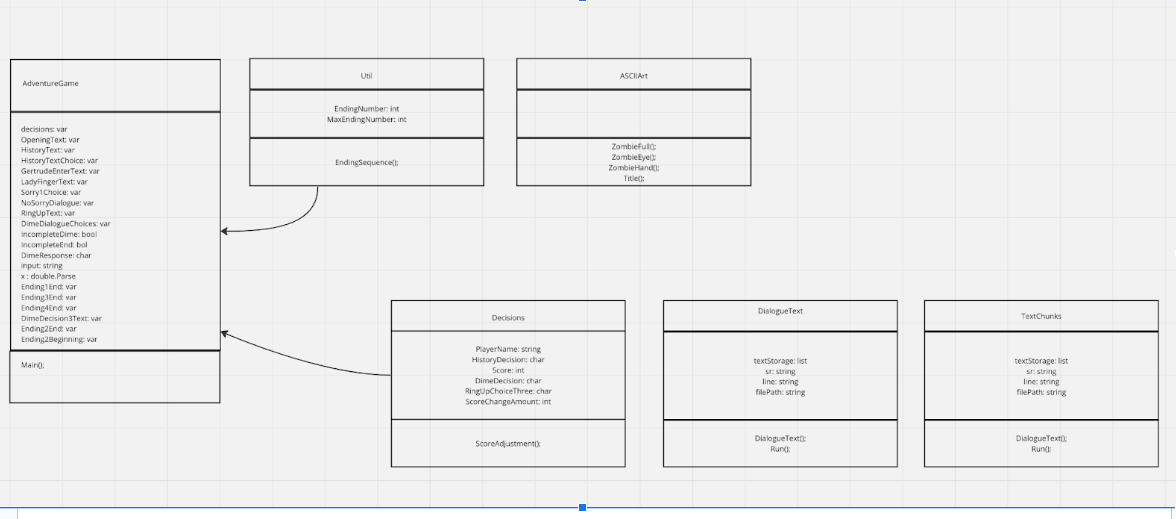 AdventureGame
decisions: var
OpeningText: var
HistoryText: var
HistoryTextChoice: var
GertrudeEnterText: var
LadyFingerText: var
Sorry1Choice: var
NoSorryDialogue: var
RingUpText: var
DimeDialogueChoices: var
IncompleteDime: bool
IncompleteEnd: bol
DimeResponse: char
input: string
x : double.Parse
Ending1End: var
Ending3End: var
Ending4End: var
DimeDecision3Text: var
Ending2End: var
Ending2Beginning: var
Main();
Util
EndingNumber: int
MaxEndingNumber: int
EndingSequence();
ASCIIArt
ZombieFull();
ZombieEye();
ZombieHand();
Title();
Decisions
PlayerName: string
HistoryDecision: char
Score: int
DimeDecision: char
RingUpChoiceThree: char
ScoreChangeAmount: int
ScoreAdjustment();
DialogueText
textStorage: list
sr: string
line: string
filePath: string
DialogueText();
Run();
TextChunks
textStorage: list
sr: string
line: string
filePath: string
DialogueText();
Run();